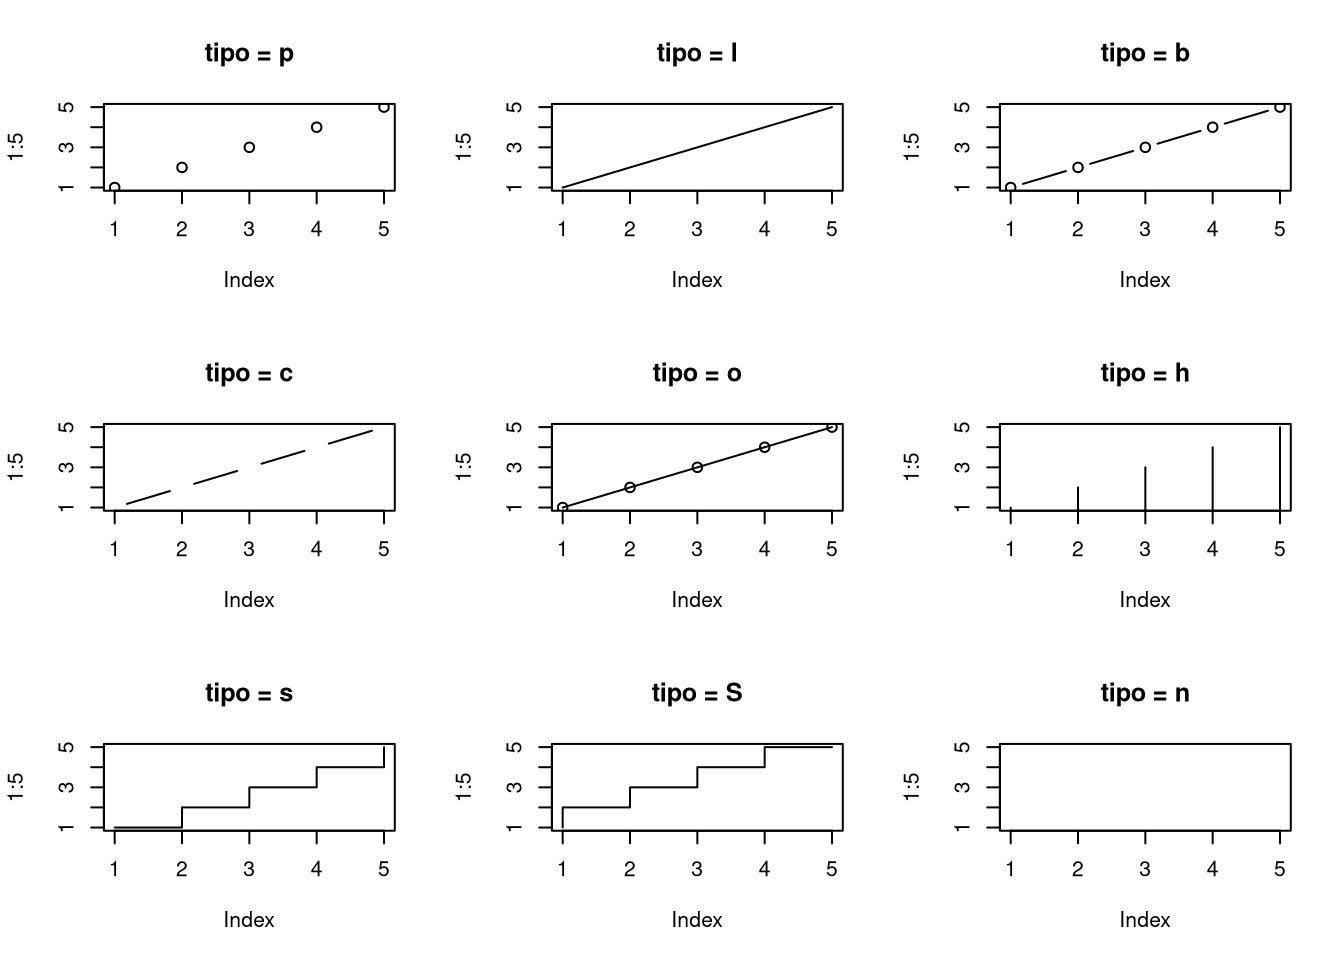 tipo = p
1:5
5
3
1
1 2 3 4 5
Index
tipo = l
1:5
5
3
1
1 2 3 4 5
Index
tipo = b
1:5
5
3
1
1 2 3 4 5
Index
tipo = c
1:5
5
3
1
1 2 3 4 5
Index
tipo = o
1:5
5
3
1
1 2 3 4 5
Index
tipo = h
1:5
5
3
1
1 2 3 4 5
Index
tipo = s
1:5
5
3
1
1 2 3 4 5
Index
tipo = S
1:5
5
3
1
1 2 3 4 5
Index
tipo = n
1:5
5
3
1
1 2 3 4 5
Index